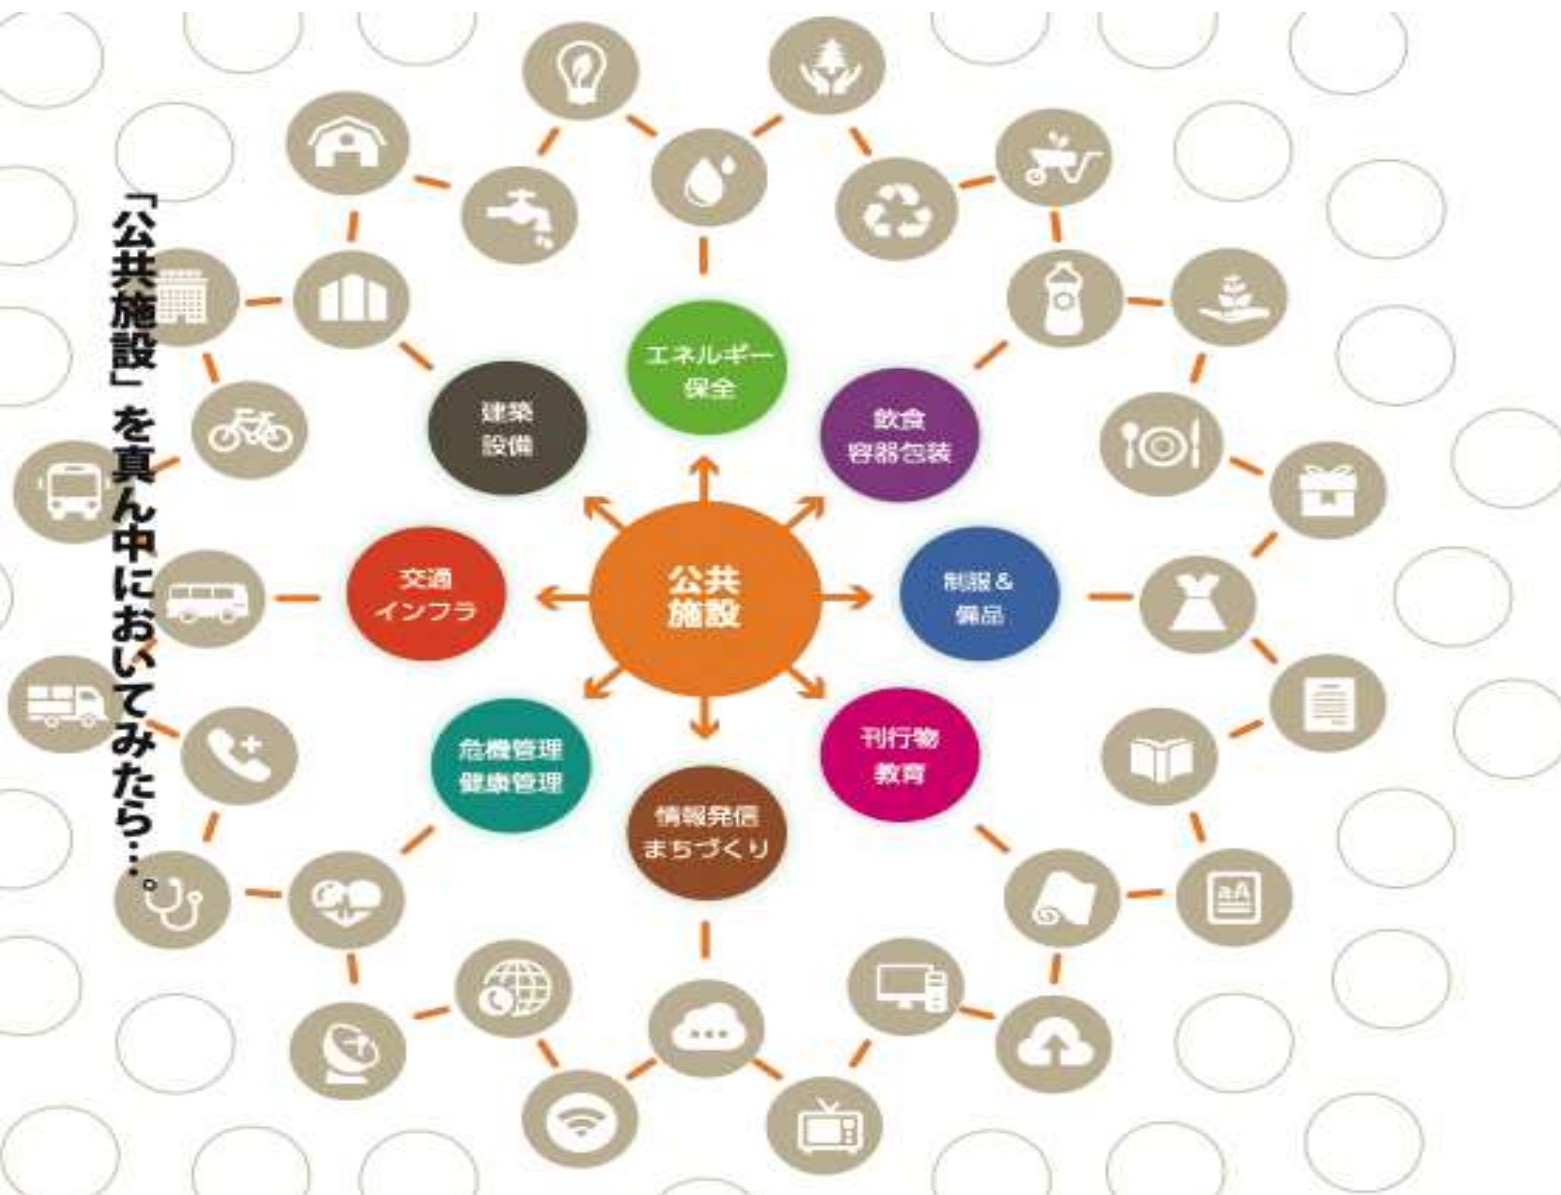 「公共施設」を真ん中においてみたら…。
エネルギー
保全
建築
設備
飲食
容器包装
交通
インフラ
公共
施設
制服&
備品
危機管理
健康管理
刊行物
教育
情報発信
まちづくり
aA